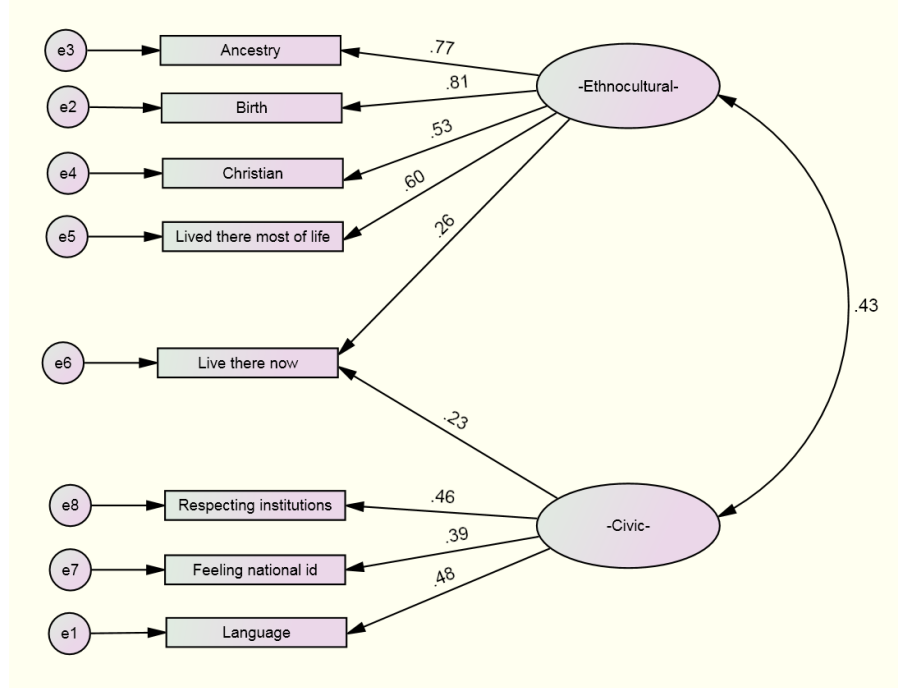 e3
Ancestry
.77
-Ethnocultural-
e2
Birth
.81
e4
Christian
.53
e5
Lived there most of life
.60
.26
.43
e6
Live there now
.23
e8
Respecting institutions
.46
-Civic-
e7
Feeling national id
.39
e1
Language
.48